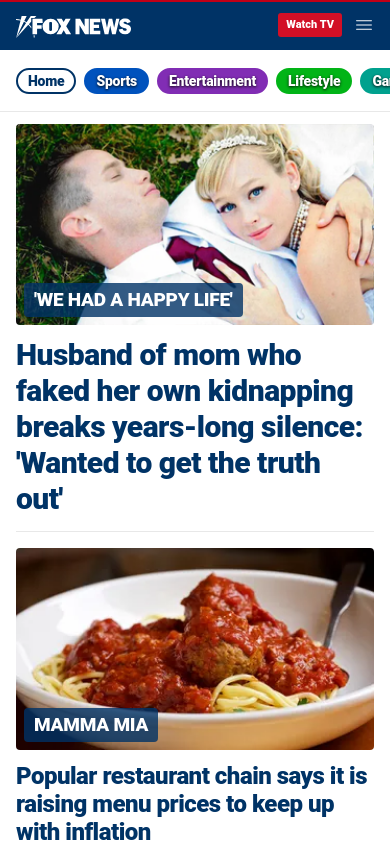 FOX NEWS
Watch TV
Home
Sports
Entertainment
Lifestyle
'WE HAD A HAPPY LIFE'
Husband of mom who
faked her own kidnapping
breaks years-long silence:
'Wanted to get the truth
out'
MAMMA MIA
Popular restaurant chain says it is
raising menu prices to keep up
with inflation